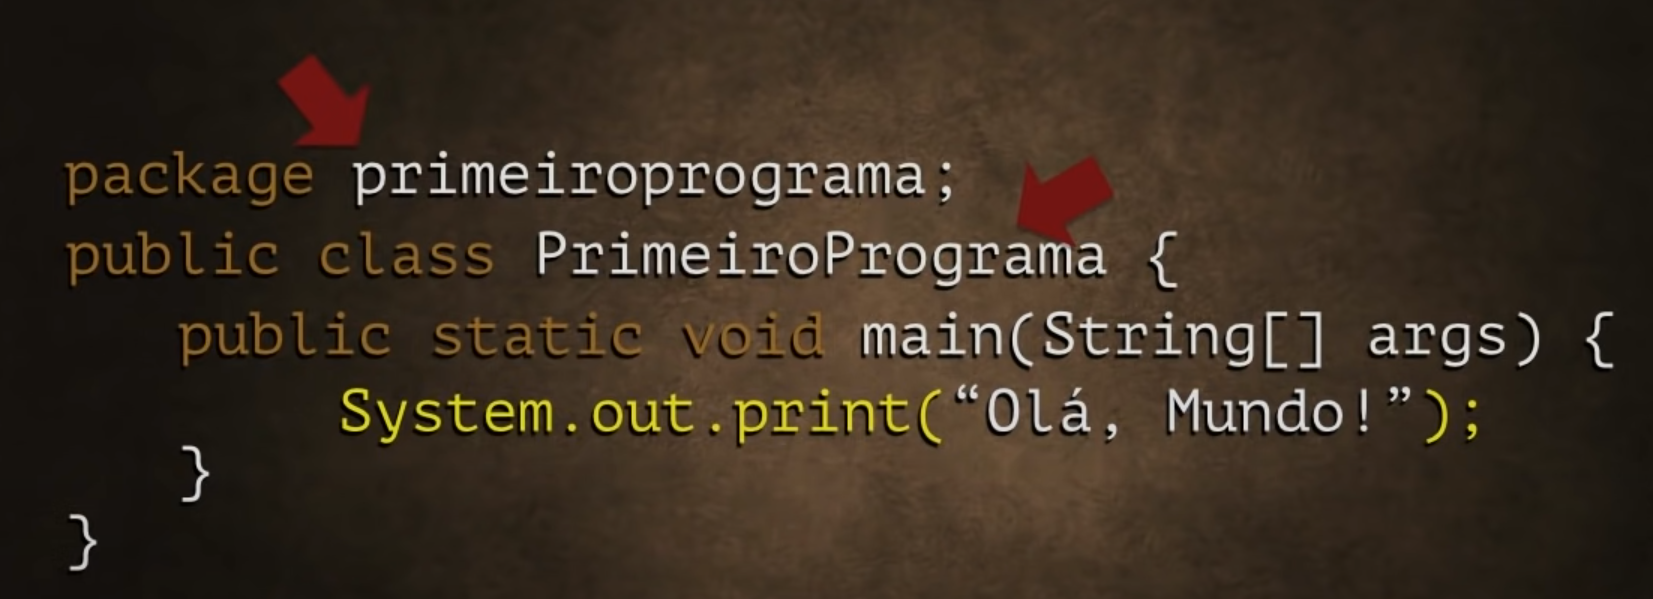 package primeiroprograma;
public class PrimeiroPrograma {
public static void main(String[] args) {
System.out.print(“Olá, Mundo!”);
}
}